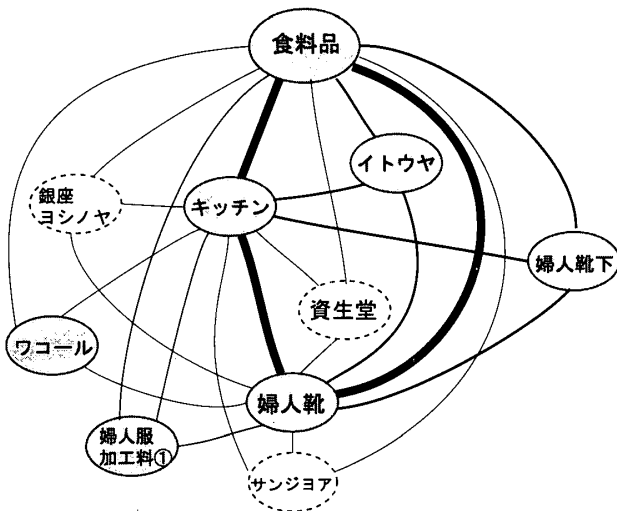 食料品
イトウヤ
銀座
ヨシノヤ
キッチン
婦人靴下
資生堂
ワコール
婦人靴
婦人服
加工料①
サンジョア